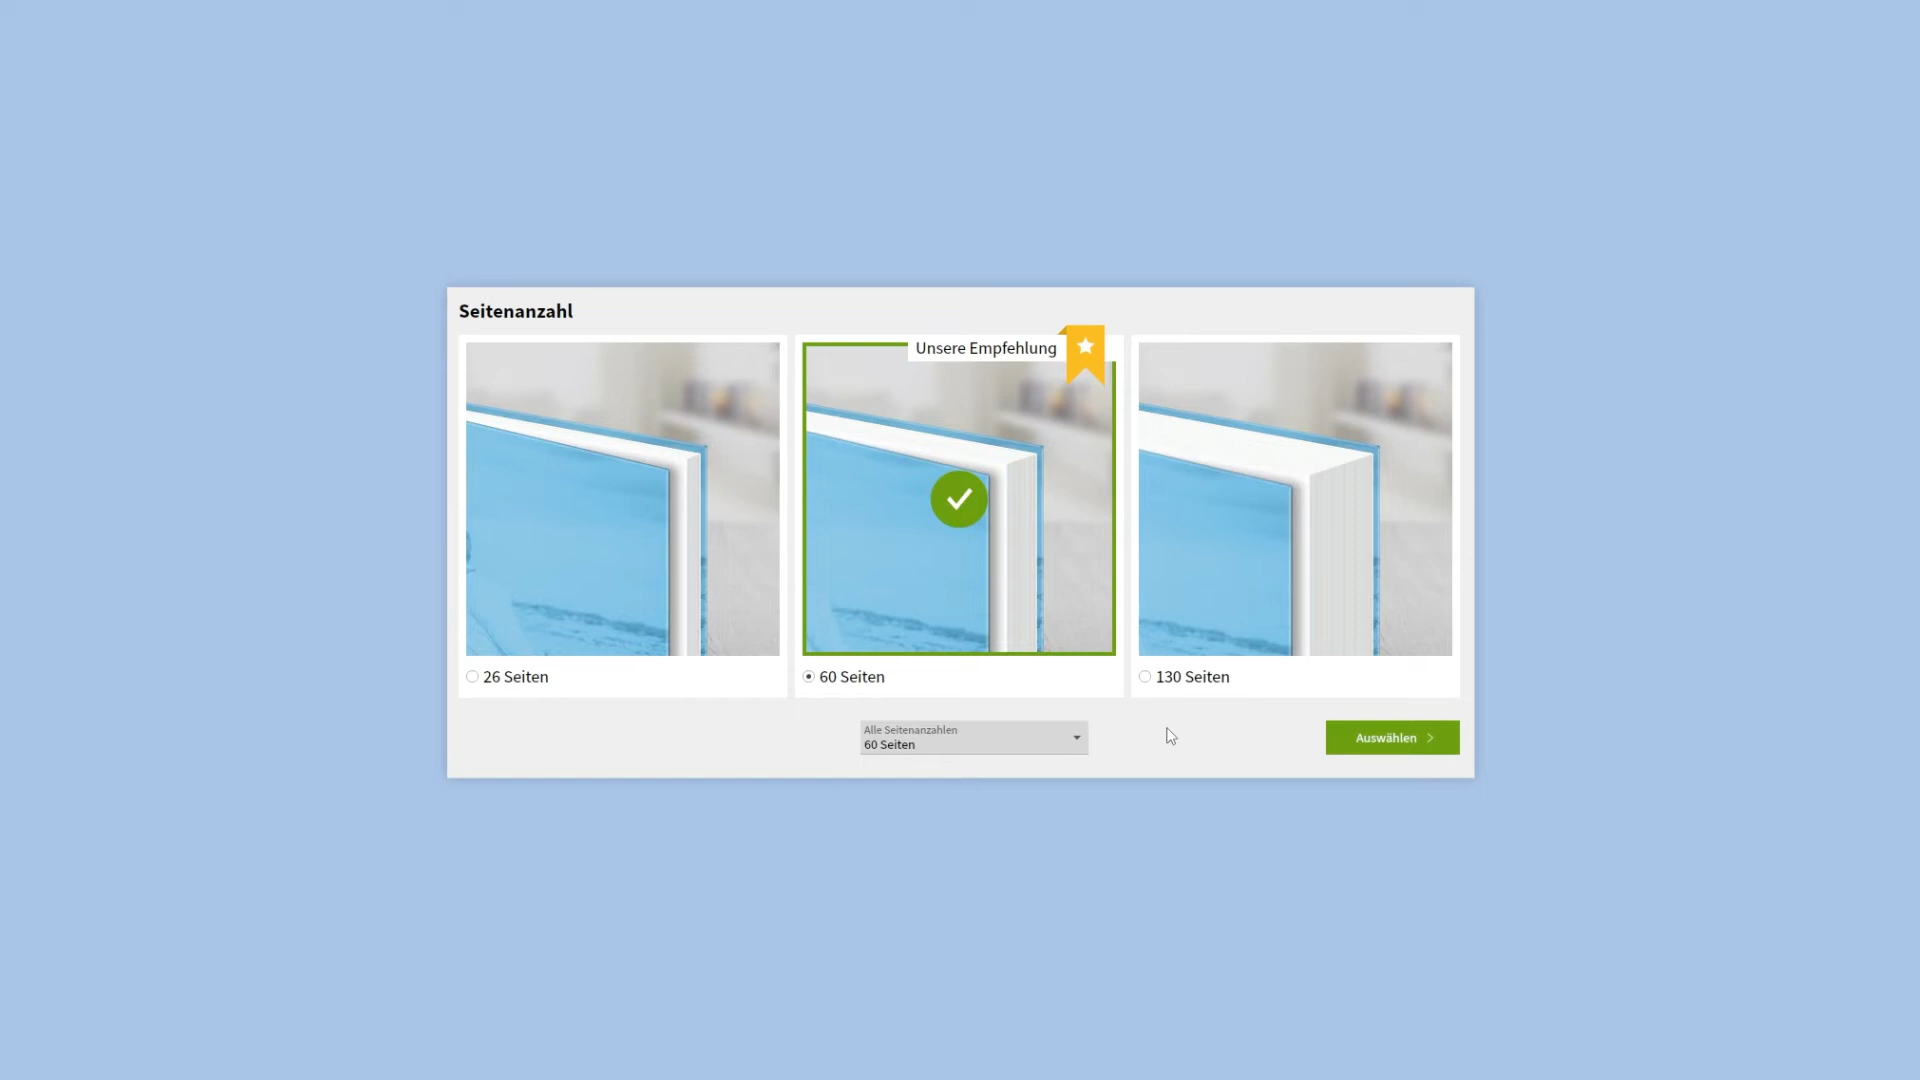 Seitenanzahl
Unsere Empfehlung
26 Seiten
60 Seiten
130 Seiten
Alle Seitenanzahlen
60 Seiten
Auswählen